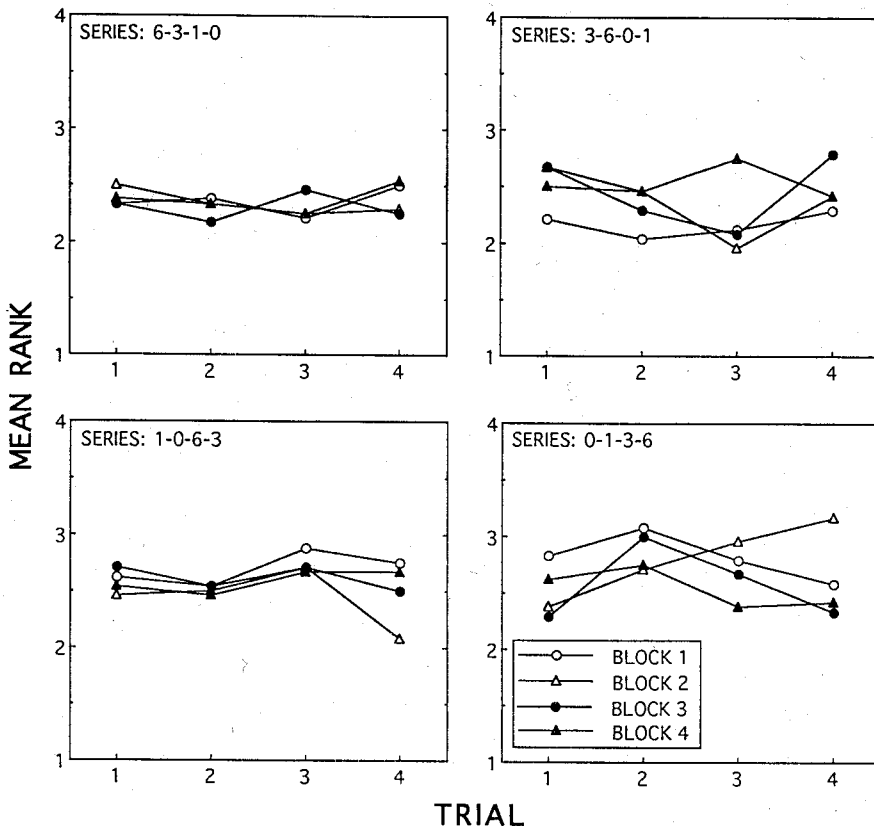 SERIES: 6-3-1-0
4
3
2
1
1 2 3 4
SERIES: 3-6-0-1
4
3
2
1
1 2 3 4
MEAN RANK
SERIES: 1-0-6-3
4
3
2
1
1 2 3 4
SERIES: 0-1-3-6
4
3
2
1
BLOCK 1
BLOCK 2
BLOCK 3
BLOCK 4
1 2 3 4
TRIAL